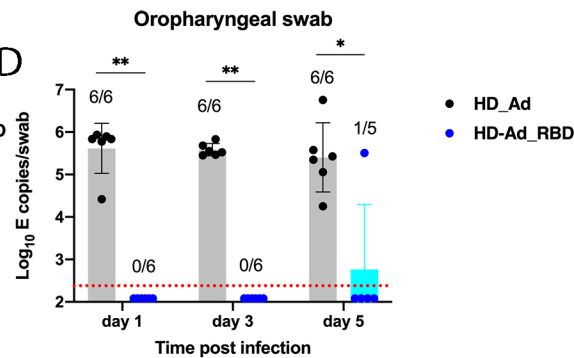 Oropharyngeal swab
D
** ** *
6/6 6/6 6/6
1/5
0/6 0/6
Log10 E copies/swab
7
6
5
4
3
2
day 1 day 3 day 5
Time post infection
HD_Ad
HD-Ad_RBD